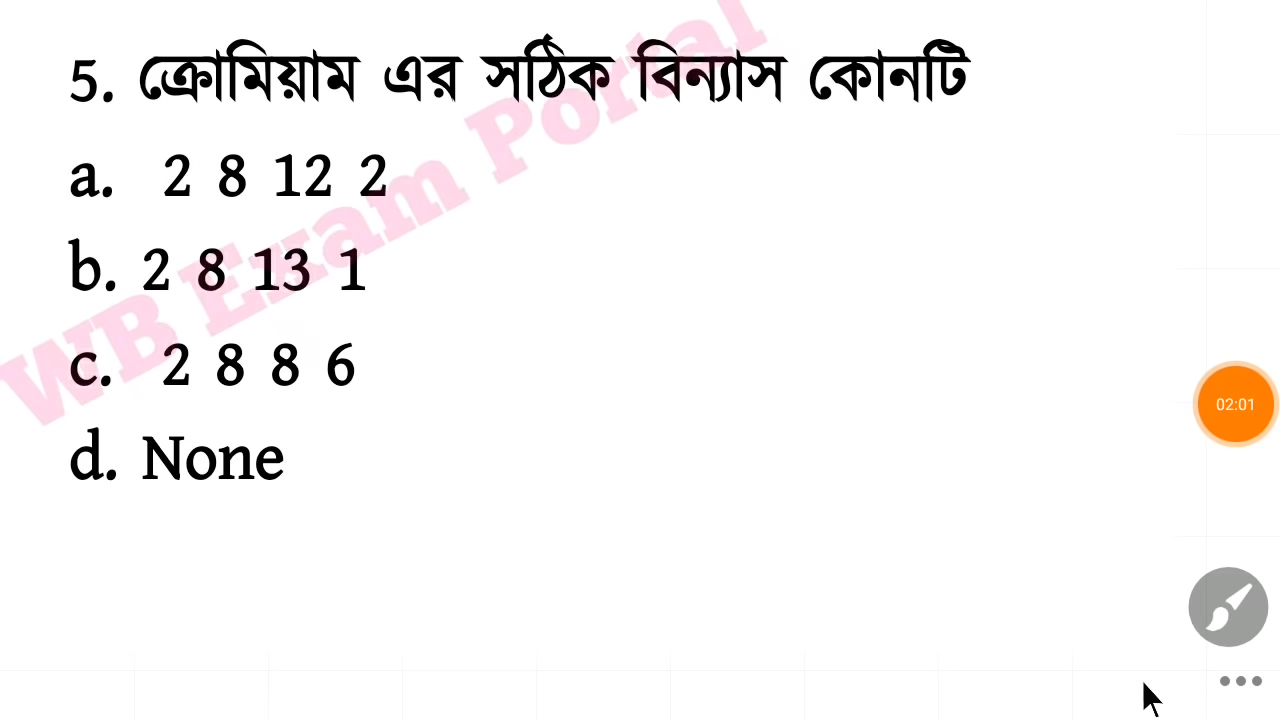 5. ক্রোমিয়াম এর সঠিক বিন্যাস কোনটি
a. 2 8 12 2
b. 2 8 13 1
c. 2 8 8 6
d. None
WB Exam Portal
02:01